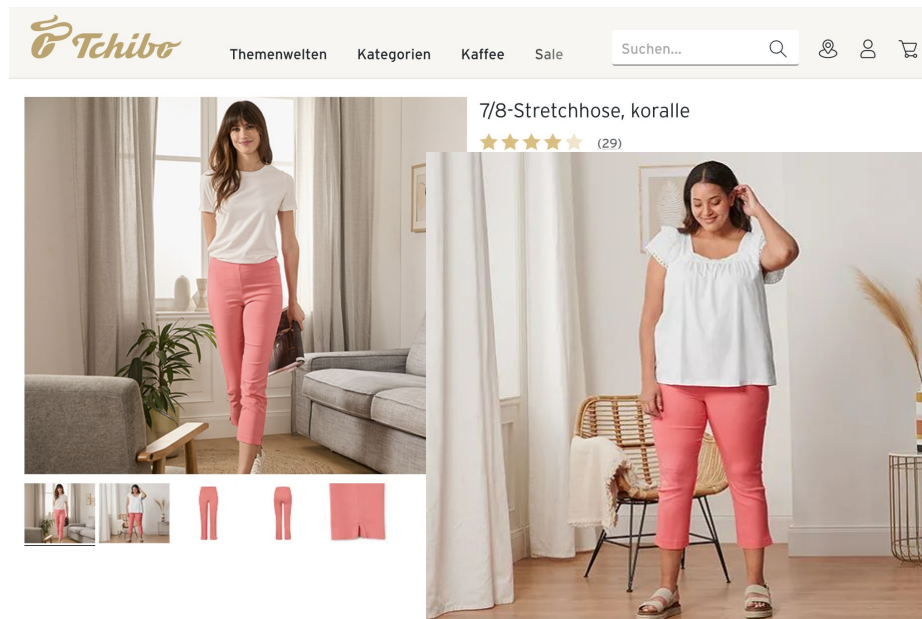 Tchibo
Themenwelten Kategorien Kaffee Sale
Suchen...
7/8-Stretchhose, koralle
(29)